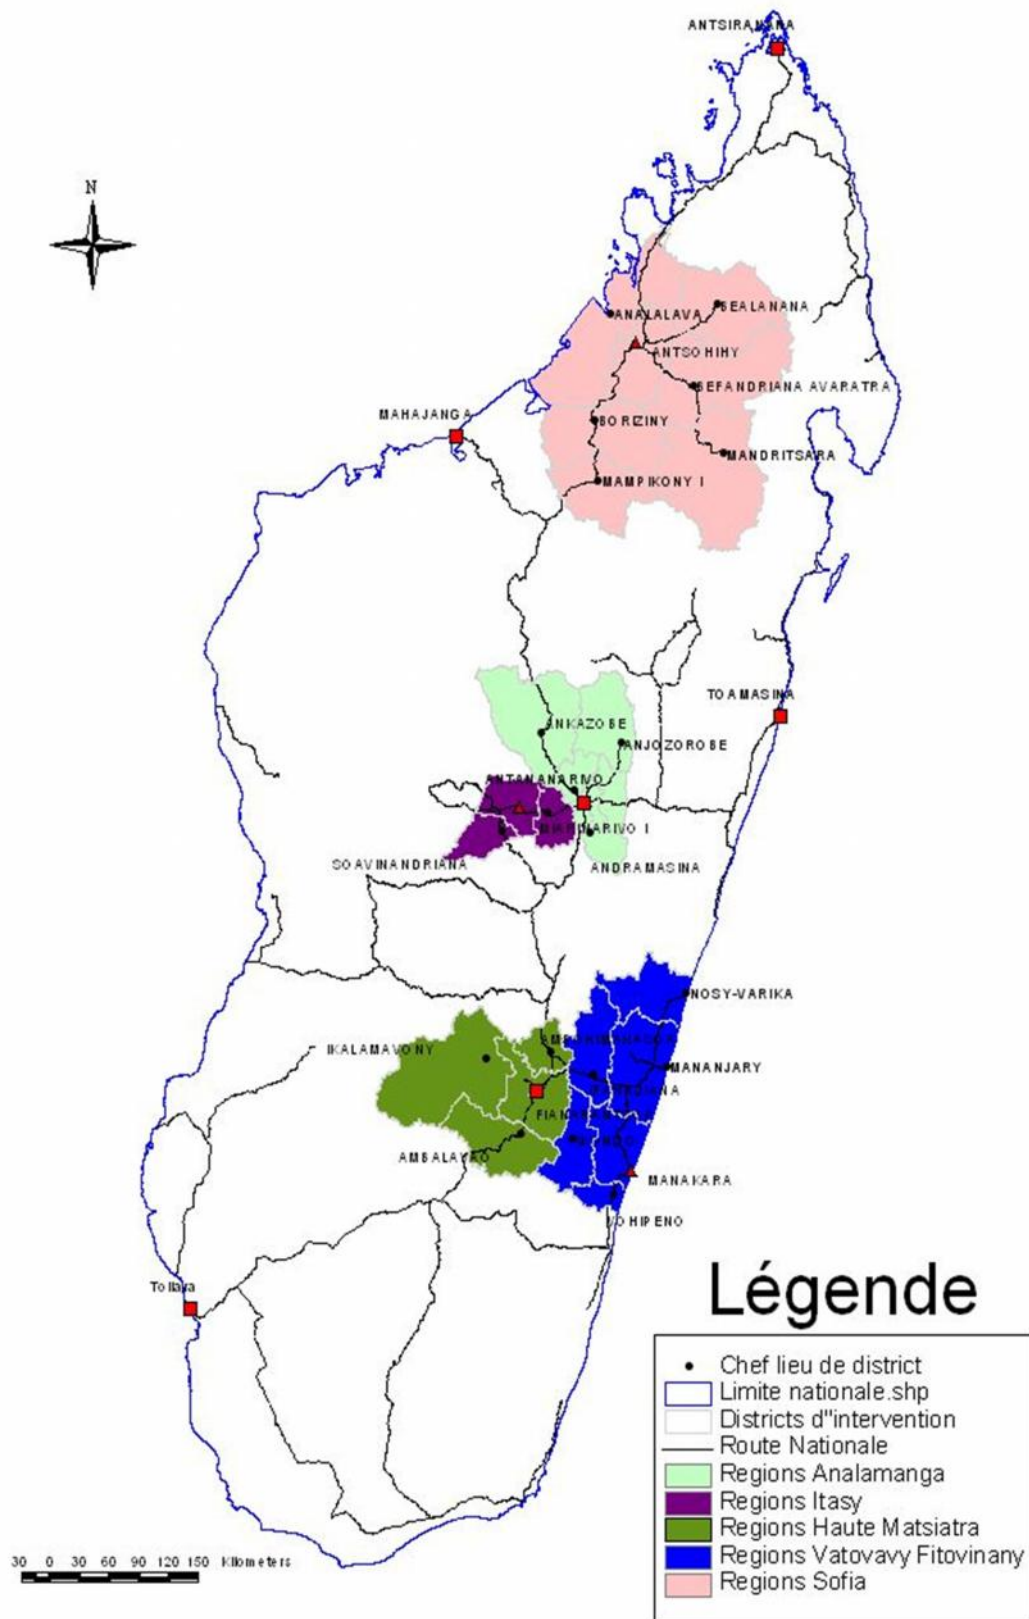 ANTSIRANANA
N
ANALALAVA
BEALANANA
ANTSOHIHY
BEFANDRIANA AVARATRA
MAHAJANGA
BORIZINY
MANDRITSARA
MAMPIKONY I
TOAMASINA
ANKAZOBE
ANJOZOROBE
ANTANANARIVO
SOAVINANDRIANA
ANDRAMASINA
NOSY-VARIKA
IKALAMAVONY
MANANJARY
AMBALAVAO
MANAKARA
VOHIPENO
Toliara
Légende
Chef lieu de district
Limite nationale.shp
Districts d"intervention
Route Nationale
Regions Analamanga
Regions Itasy
Regions Haute Matsiatra
Regions Vatovavy Fitovinany
Regions Sofia
30 0 30 60 90 120 150 Kilometers